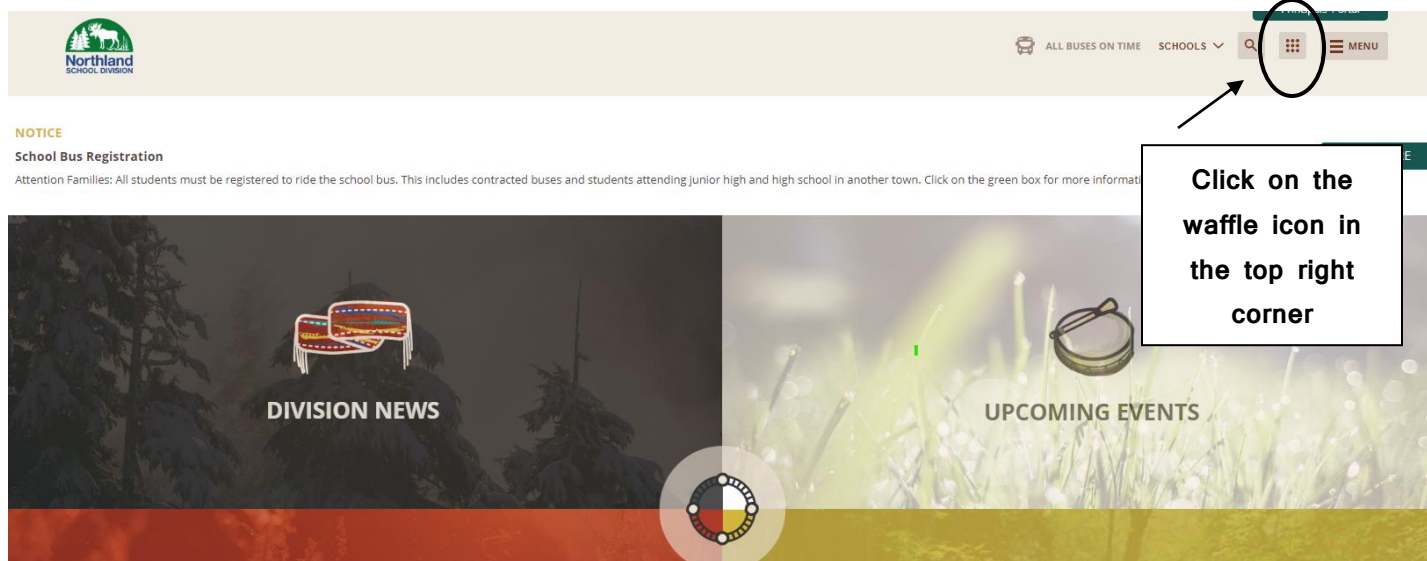 Northland
SCHOOL DIVISION
ALL BUSES ON TIME
SCHOOLS
MENU
NOTICE
School Bus Registration
Attention Families: All students must be registered to ride the school bus. This includes contracted buses and students attending junior high and high school in another town. Click on the green box for more
Click on the
waffle icon in
the top right
corner
DIVISION NEWS
UPCOMING EVENTS